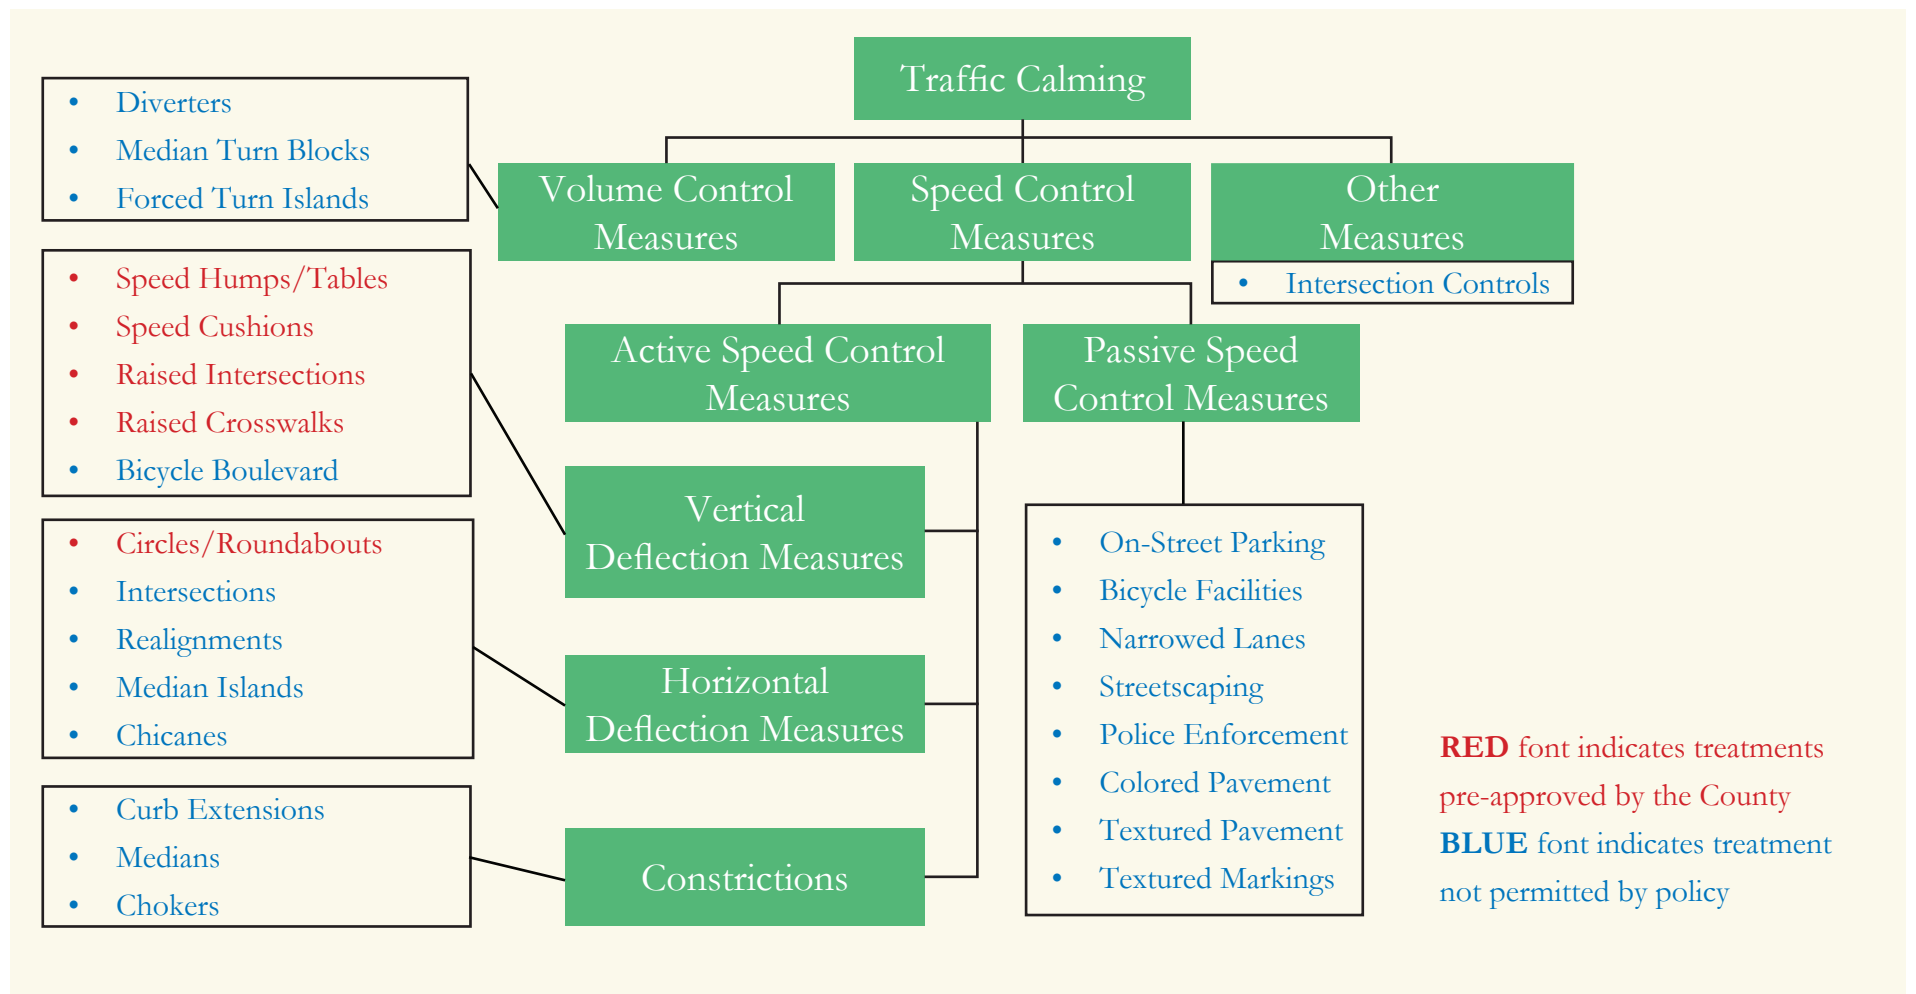 Traffic Calming
• Diverters
• Median Turn Blocks
• Forced Turn Islands
Volume Control
Measures
Speed Control
Measures
Other
Measures
• Intersection Controls
• Speed Humps/Tables
• Speed Cushions
• Raised Intersections
• Raised Crosswalks
• Bicycle Boulevard
Active Speed Control
Measures
Passive Speed
Control Measures
Vertical
Deflection Measures
• Circles/Roundabouts
• Intersections
• Realignments
• Median Islands
• Chicanes
Horizontal
Deflection Measures
• Curb Extensions
• Medians
• Chokers
Constrictions
• On-Street Parking
• Bicycle Facilities
• Narrowed Lanes
• Streetscaping
• Police Enforcement
• Colored Pavement
• Textured Pavement
• Textured Markings
RED font indicates treatments
pre-approved by the County
BLUE font indicates treatment
not permitted by policy